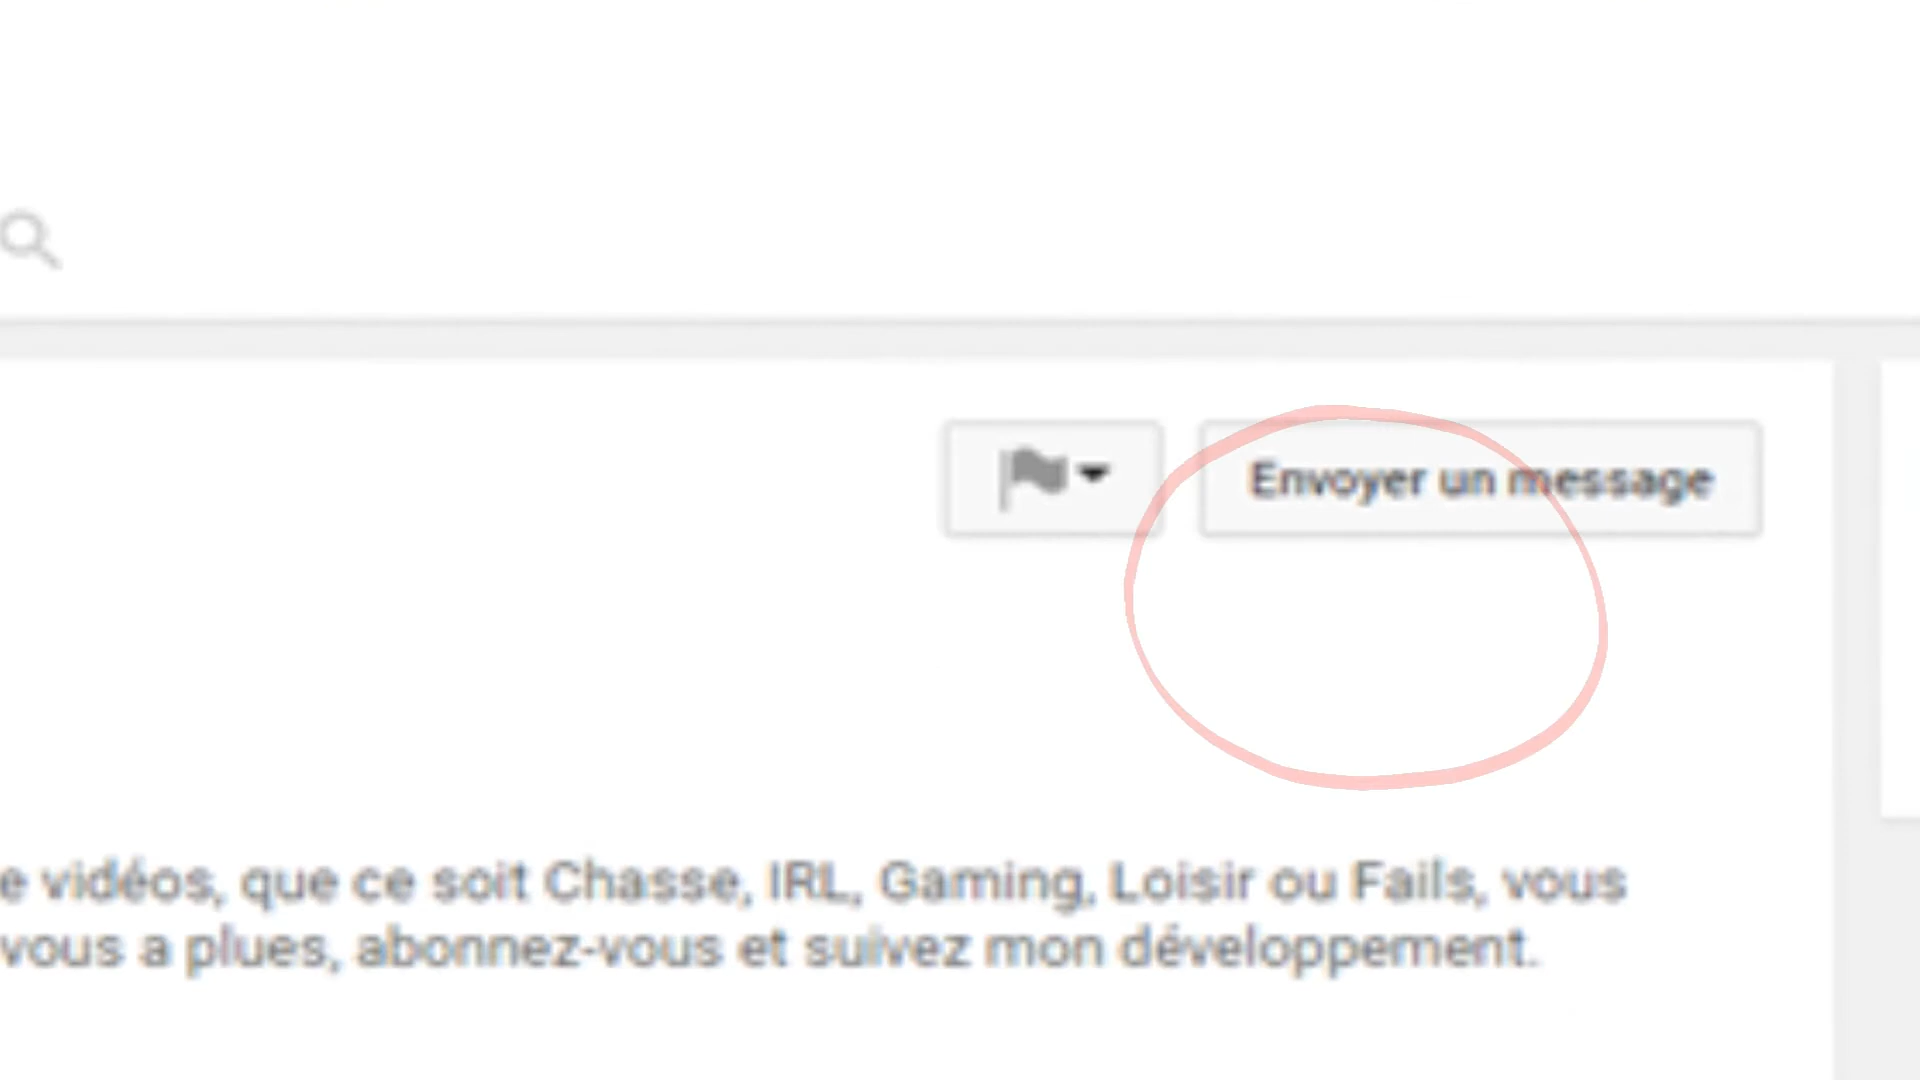 Envoyer un message
e vidéos, que ce soit Chasse, IRL, Gaming, Loisir ou Fails, vous
vous a plues, abonnez-vous et suivez mon développement.